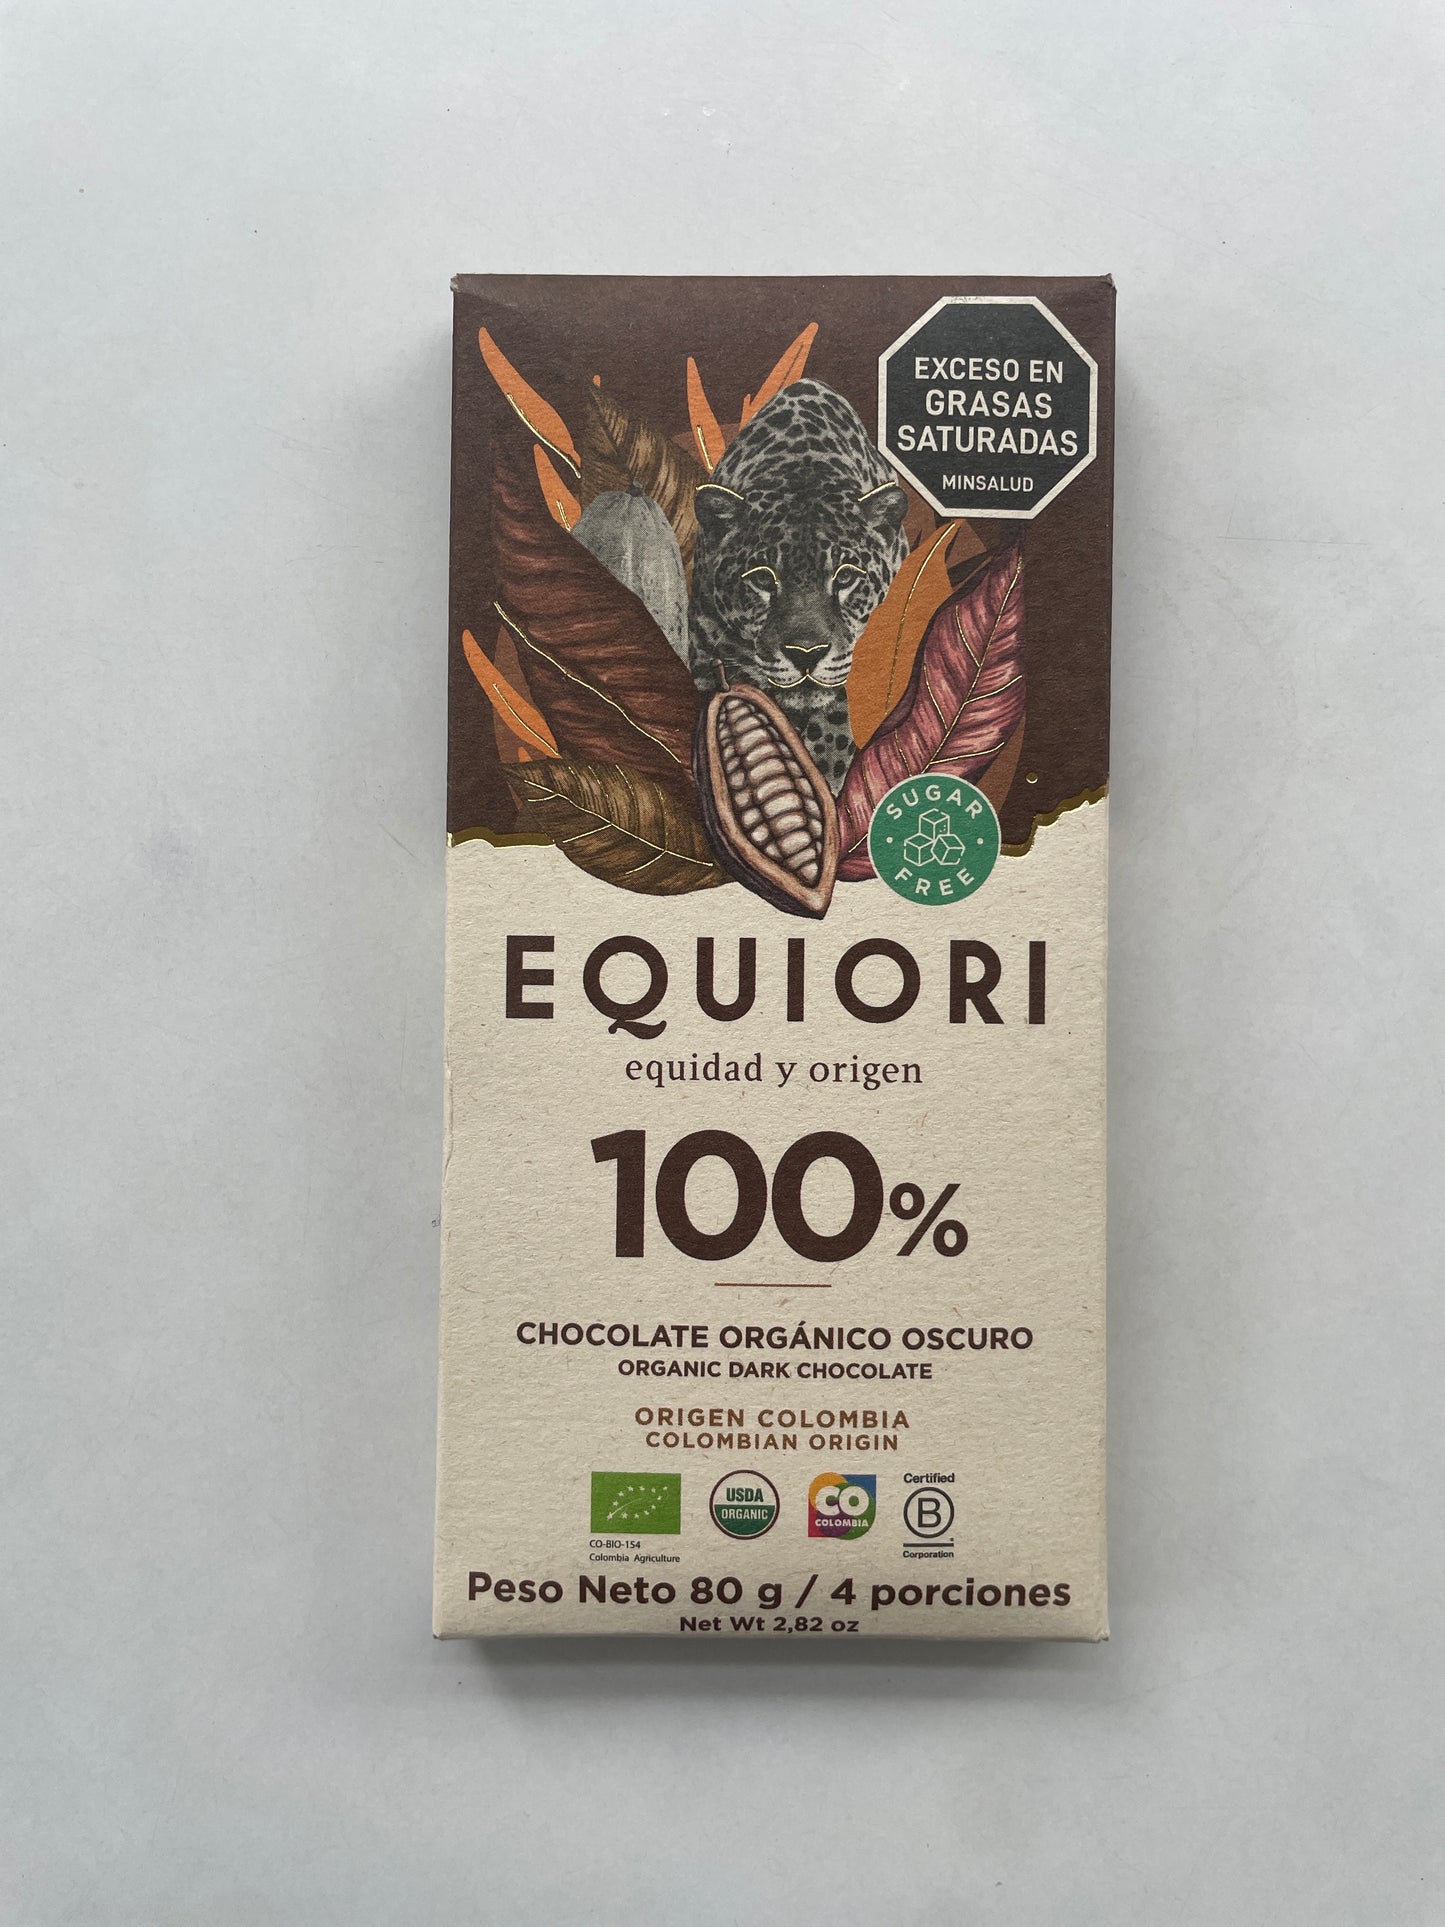 EXCESO EN
GRASAS
SATURADAS
MINSALUD
SUGAR
FREE
EQUIORI
equidad y origen
100%
CHOCOLATE ORGÁNICO OSCURO
ORGANIC DARK CHOCOLATE
ORIGEN COLOMBIA
COLOMBIAN ORIGIN
USDA
ORGANIC
CO
COLOMBIA
Certified
B
Corporation
CO-BIO-154
Colombia Agriculture
Peso Neto 80 g / 4 porciones
Net Wt 2,82 oz